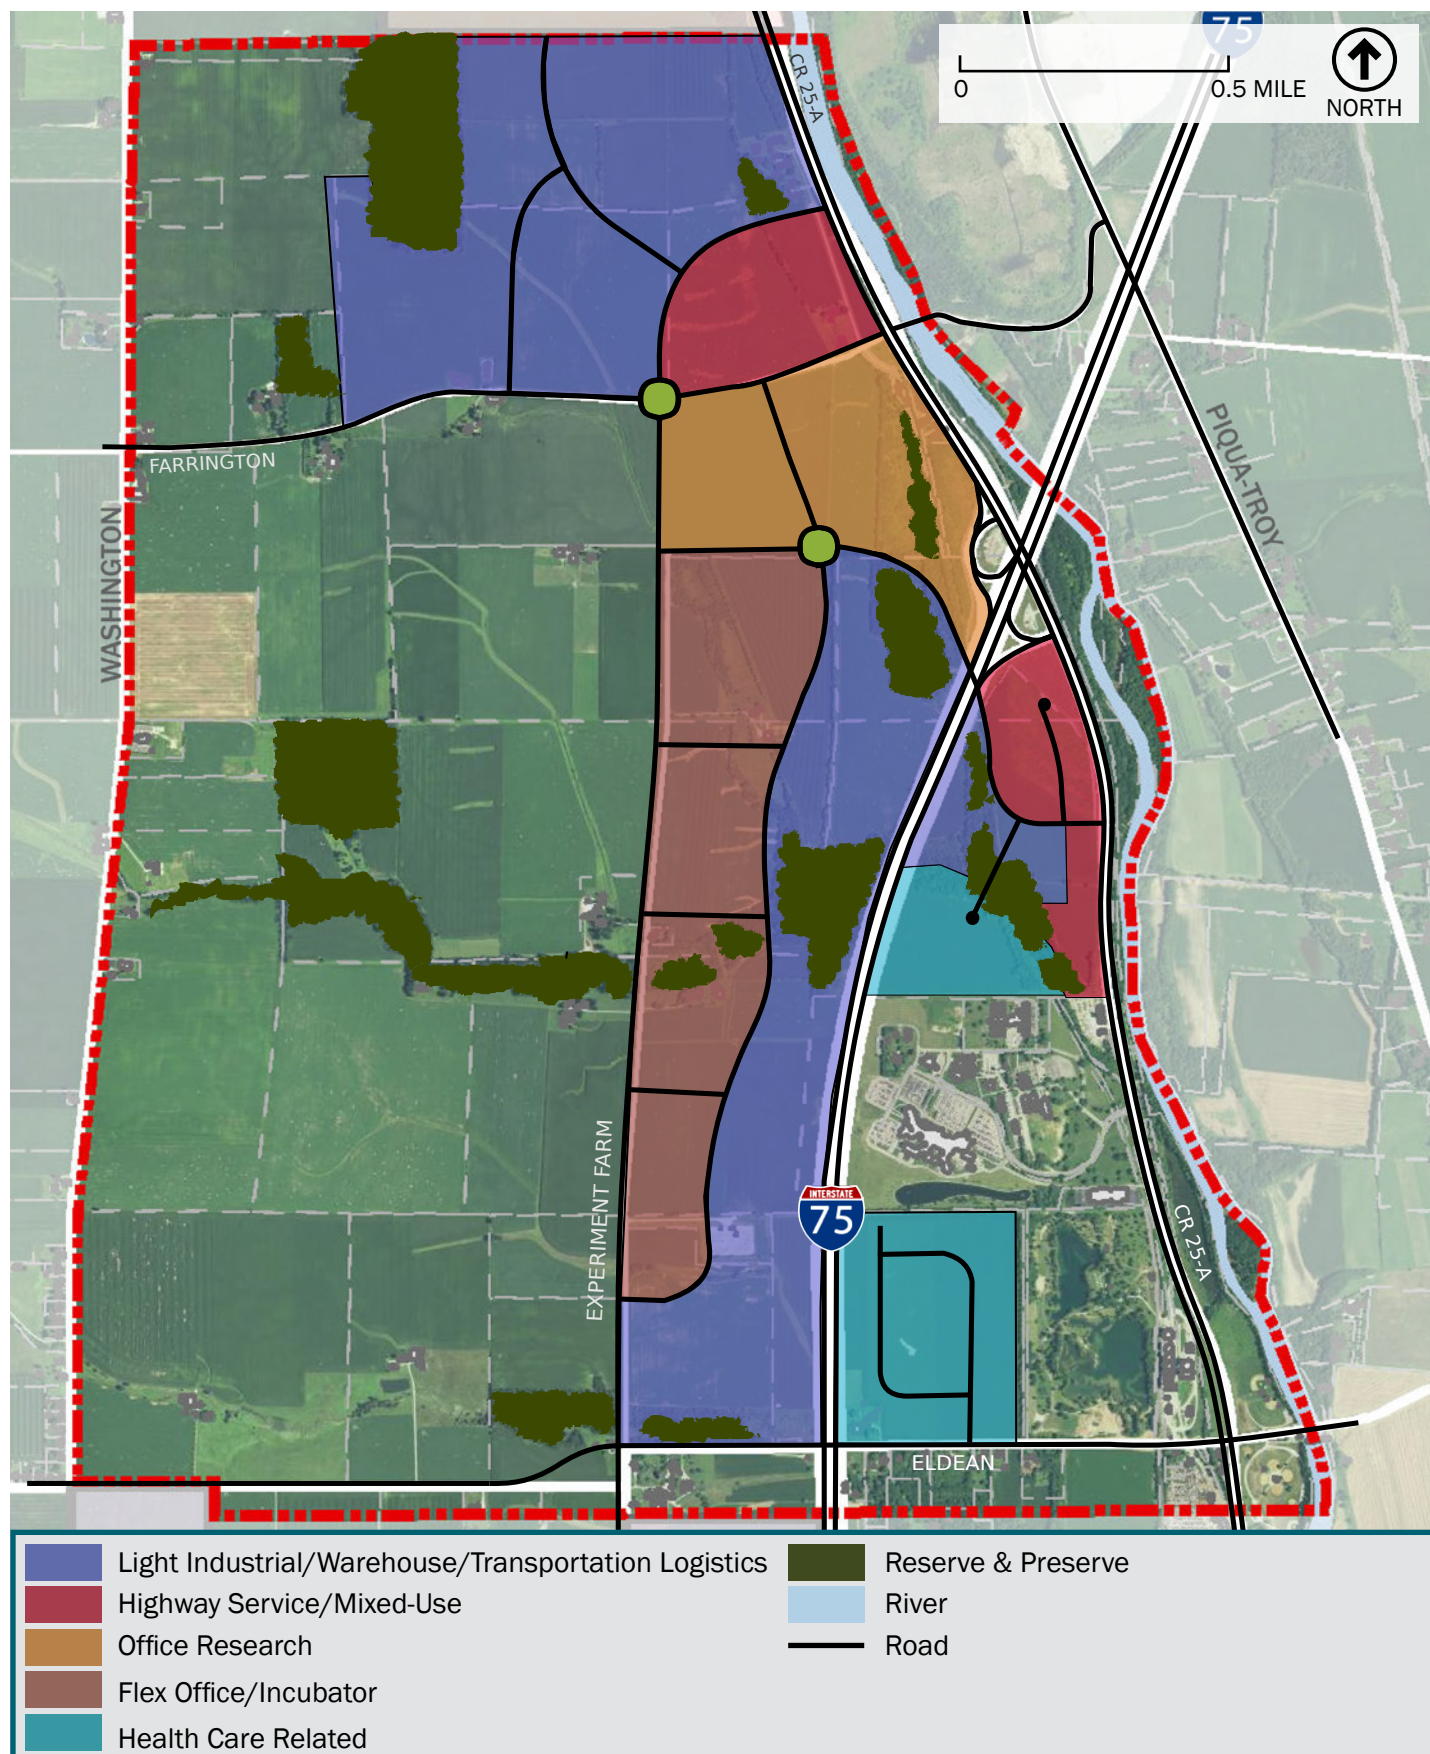 75
CR 25-A
0
0.5 MILE
NORTH
PIQUA-TROY
FARRINGTON
WASHINGTON
EXPERIMENT FARM
INTERSTATE
75
CR 25-A
ELDEAN
Light Industrial/Warehouse/Transportation Logistics
Highway Service/Mixed-Use
Office Research
Flex Office/Incubator
Health Care Related
Reserve & Preserve
River
Road